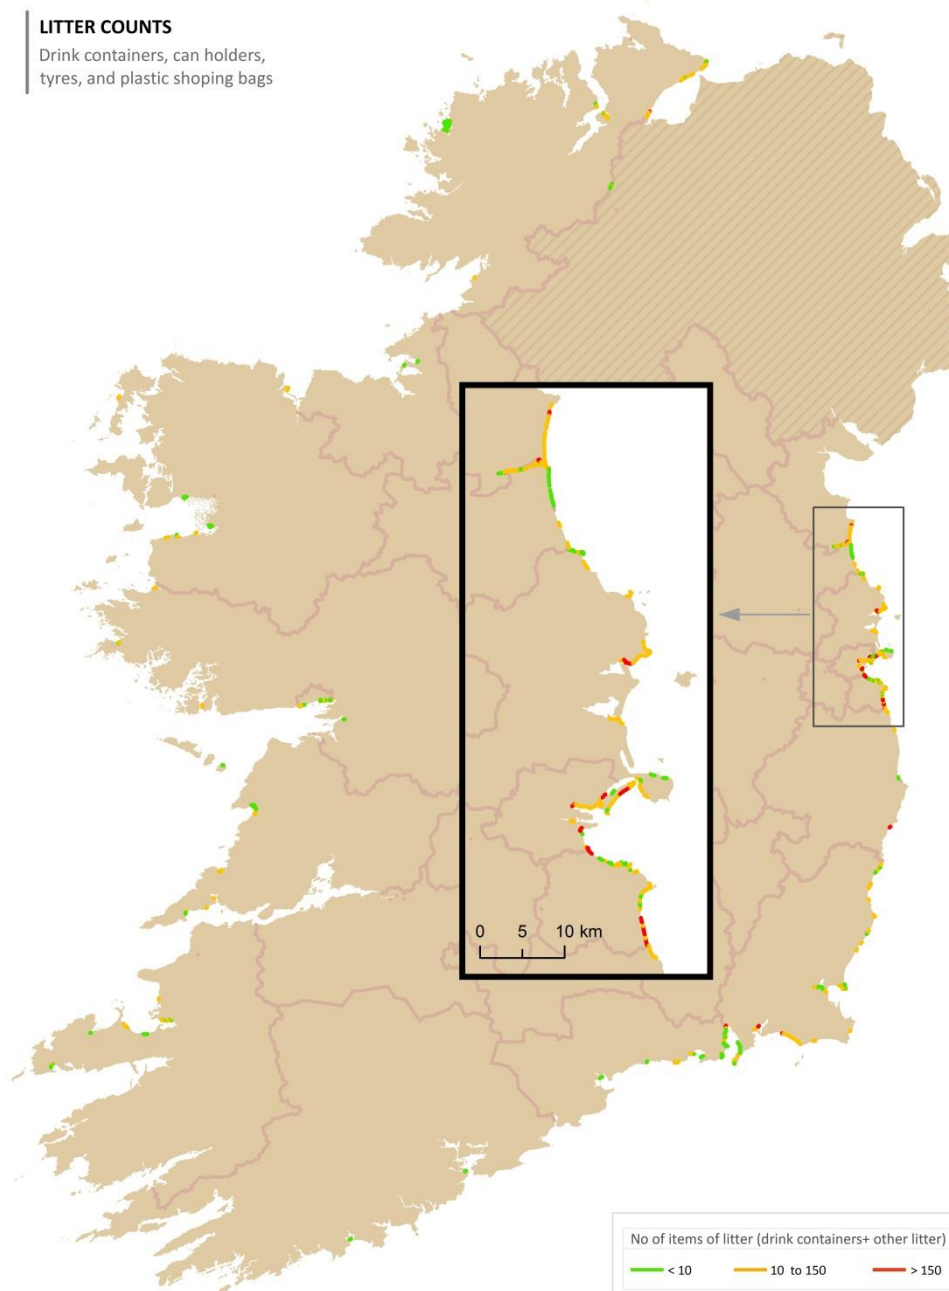 LITTER COUNTS
Drink containers, can holders,
tyres, and plastic shoping bags
0 5 10 km
No of items of litter (drink containers+ other litter)
< 10 10 to 150 > 150